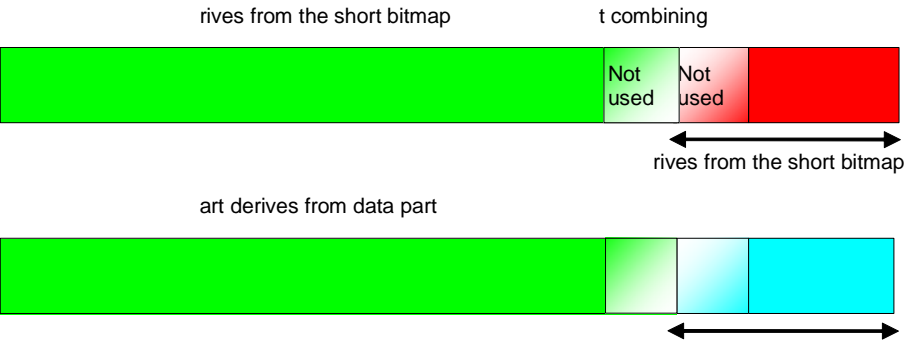 rives from the short bitmap t combining
Not Not
used used
rives from the short bitmap
art derives from data part